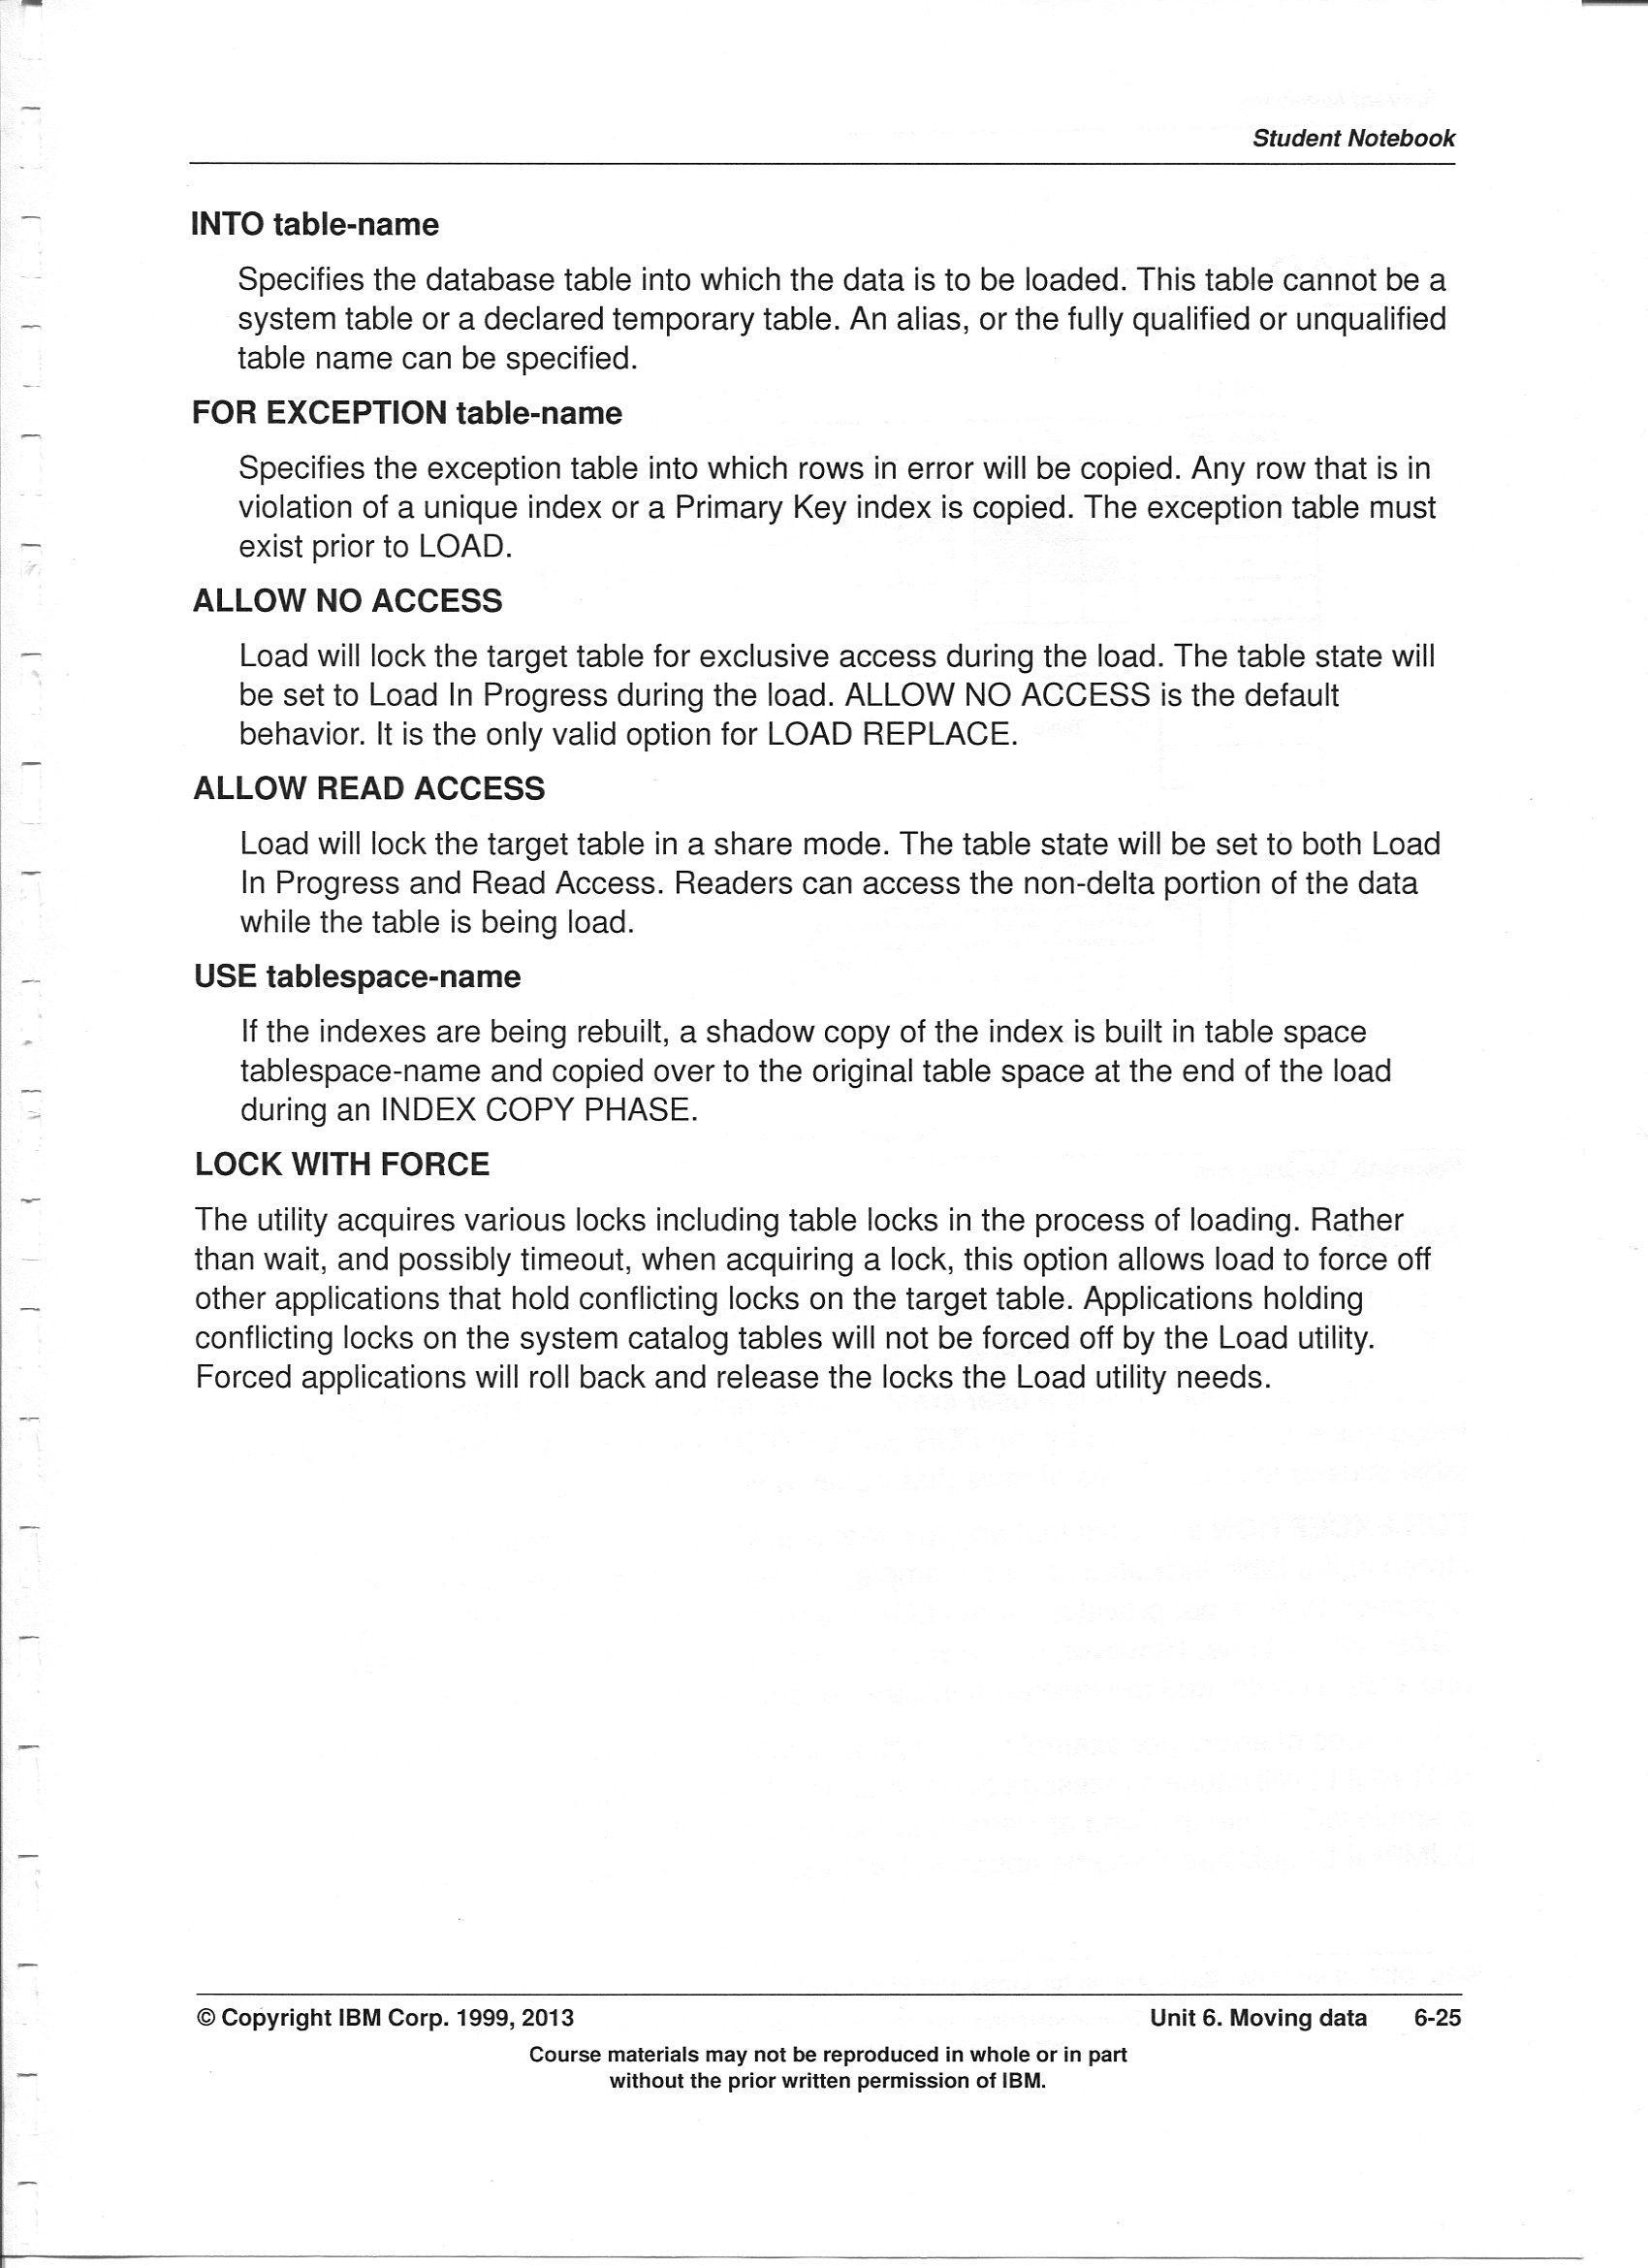 Student Notebook
INTO table-name
Specifies the database table into which the data is to be loaded. This table cannot be a
system table or a declared temporary table. An alias, or the fully qualified or unqualified
table name can be specified.
FOR EXCEPTION table-name
Specifies the exception table into which rows in error will be copied. Any row that is in
violation of a unique index or a Primary Key index is copied. The exception table must
exist prior to LOAD.
ALLOW NO ACCESS
Load will lock the target table for exclusive access during the load. The table state will
be set to Load In Progress during the load. ALLOW NO ACCESS is the default
behavior. It is the only valid option for LOAD REPLACE.
ALLOW READ ACCESS
Load will lock the target table in a share mode. The table state will be set to both Load
In Progress and Read Access. Readers can access the non-delta portion of the data
while the table is being load.
USE tablespace-name
If the indexes are being rebuilt, a shadow copy of the index is built in table space
tablespace-name and copied over to the original table space at the end of the load
during an INDEX COPY PHASE.
LOCK WITH FORCE
The utility acquires various locks including table locks in the process of loading. Rather
than wait, and possibly timeout, when acquiring a lock, this option allows load to force off
other applications that hold conflicting locks on the target table. Applications holding
conflicting locks on the system catalog tables will not be forced off by the Load utility.
Forced applications will roll back and release the locks the Load utility needs.
© Copyright IBM Corp. 1999, 2013 Unit 6. Moving data 6-25
Course materials may not be reproduced in whole or in part
without the prior written permission of IBM.